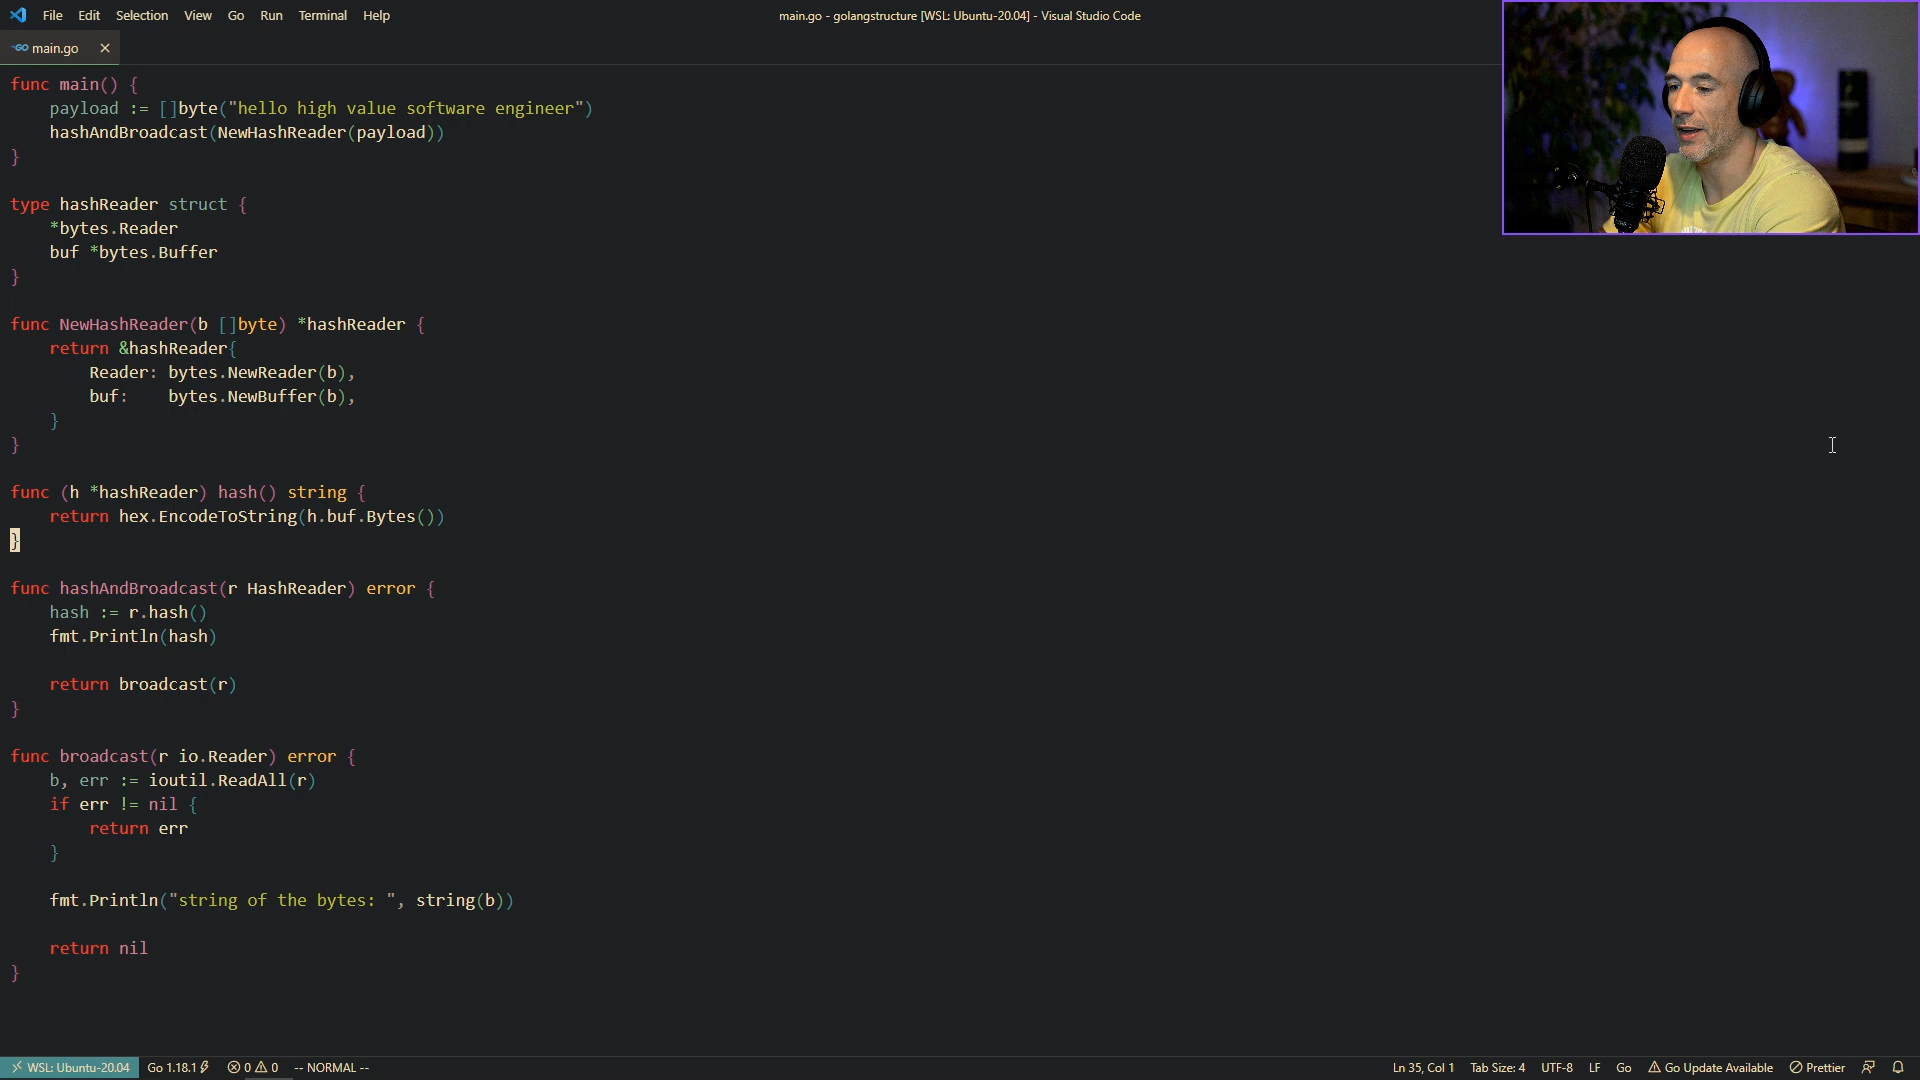 File Edit Selection View Go Run Terminal Help
main.go - golangstructure [WSL: Ubuntu-20.04] - Visual Studio Code
GO main.go
func main() {
    payload := []byte("hello high value software engineer")
    hashAndBroadcast(NewHashReader(payload))
}
type hashReader struct {
    *bytes.Reader
    buf *bytes.Buffer
}
func NewHashReader(b []byte) *hashReader {
    return &hashReader{
        Reader: bytes.NewReader(b),
        buf:    bytes.NewBuffer(b),
    }
}
func (h *hashReader) hash() string {
    return hex.EncodeToString(h.buf.Bytes())
}
func hashAndBroadcast(r HashReader) error {
    hash := r.hash()
    fmt.Println(hash)
    return broadcast(r)
}
func broadcast(r io.Reader) error {
    b, err := ioutil.ReadAll(r)
    if err != nil {
        return err
    }
    fmt.Println("string of the bytes: ", string(b))
    return nil
}
WSL: Ubuntu-20.04 Go 1.18.1 0 0 -- NORMAL -- Ln 35, Col 1 Tab Size: 4 UTF-8 LF Go Go Update Available Prettier